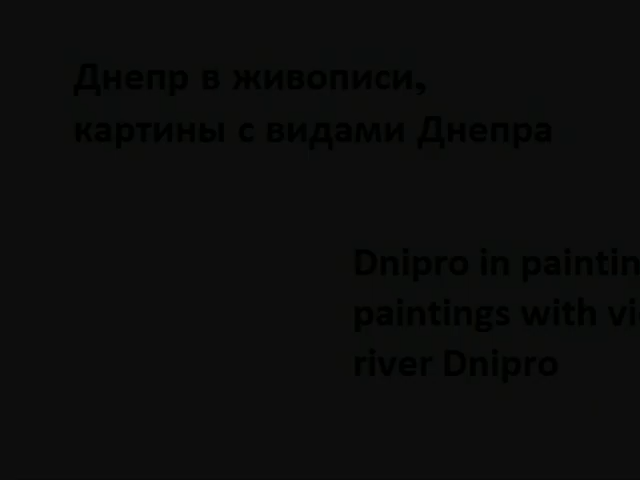 Днепр в живописи,
картины с видами Днепра
Dnipro in
paintings with
river Dnipro